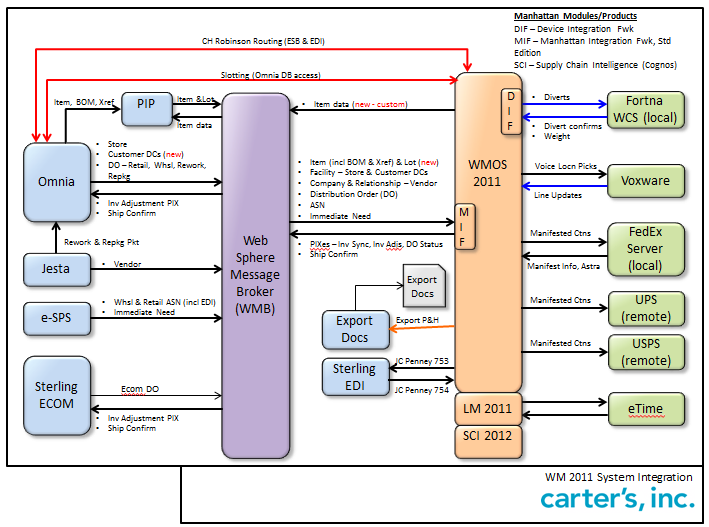 Manhattan Modules/Products
DIF – Device Integration Fwk
MIF – Manhattan Integration Fwk, Std
Edition
SCI – Supply Chain Intelligence (Cognos)
CH Robinson Routing (ESB & EDI)
Slotting (Omnia DB access)
Item, BOM, Xref
PIP
Item &Lot
Item data
• Item data (new - custom)
D
I
F
• Diverts
• Divert confirms
• Weight
Fortna
WCS (local)
Omnia
• Store
• Customer DCs (new)
• DO – Retail, Whsl, Rework,
Repkg
• Inv Adjustment PIX
• Ship Confirm
• Item (incl BOM & Xref) & Lot (new)
• Facility – Store & Customer DCs
• Company & Relationship – Vendor
• Distribution Order (DO)
• ASN
• Immediate Need
WMOS
2011
Voice Locn Picks
Line Updates
Voxware
M
I
F
• PIXes – Inv Sync, Inv Adjs, DO Status
• Ship Confirm
Rework & Repkg Pkt
Jesta
• Vendor
Web
Sphere
Message
Broker
(WMB)
Manifested Ctns
Manifest Info, Astra
FedEx
Server
(local)
Export
Docs
e-SPS
• Whsl & Retail ASN (incl EDI)
• Immediate Need
Export
Docs
Export P&H
Manifested Ctns
UPS
(remote)
Manifested Ctns
USPS
(remote)
Sterling
ECOM
Ecom DO
• Inv Adjustment PIX
• Ship Confirm
Sterling
EDI
JC Penney 753
JC Penney 754
LM 2011
eTime
SCI 2012
WM 2011 System Integration
carter's, inc.